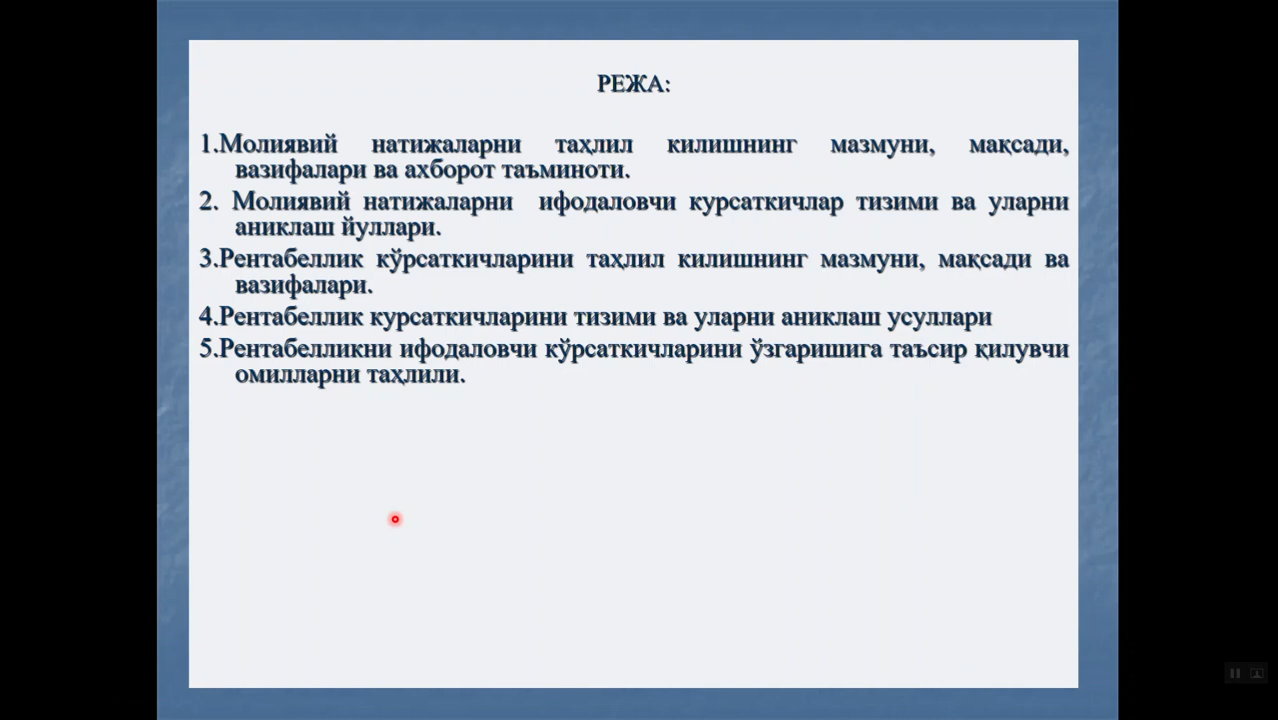 РЕЖА:
1.Молиявий натижаларни таҳлил килишнинг мазмуни, мақсади,
вазифалари ва ахборот таъминоти.
2. Молиявий натижаларни ифодаловчи курсаткичлар тизими ва уларни
аниклаш йуллари.
3.Рентабеллик кўрсаткичларини таҳлил килишнинг мазмуни, мақсади ва
вазифалари.
4.Рентабеллик курсаткичларини тизими ва уларни аниклаш усуллари
5.Рентабелликни ифодаловчи кўрсаткичларини ўзгаришига таъсир қилувчи
омилларни таҳлили.